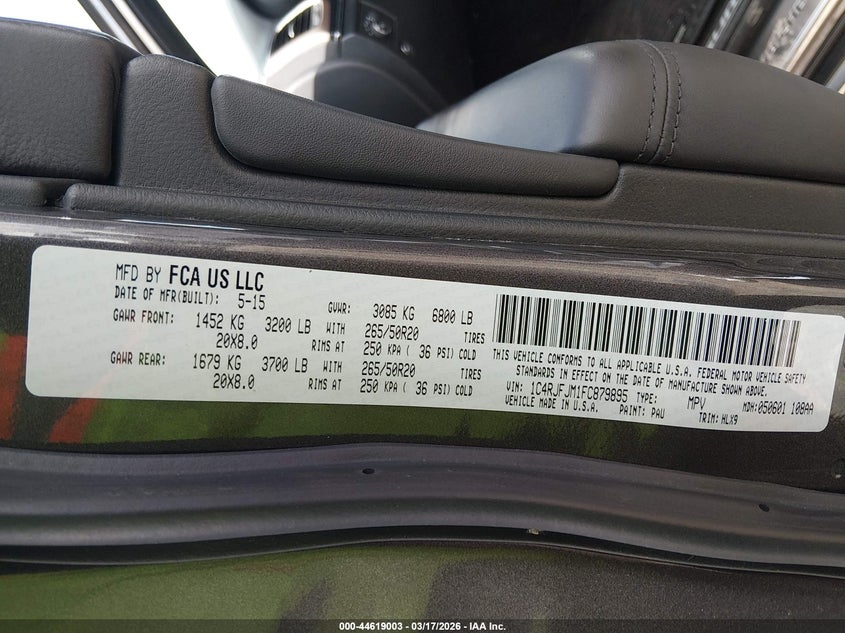 MFD BY FCA US LLC
DATE OF MFR(BUILT): 5-15 GVWR: 3085 KG 6800 LB
GAWR FRONT: 1452 KG 3200 LB WITH 265/50R20 TIRES
20X8.0 RIMS AT 250 KPA ( 36 PSI) COLD
GAWR REAR: 1679 KG 3700 LB WITH 265/50R20 TIRES
20X8.0 RIMS AT 250 KPA ( 36 PSI) COLD
THIS VEHICLE CONFORMS TO ALL APPLICABLE U.S.A. FEDERAL MOTOR VEHICLE SAFETY
STANDARDS IN EFFECT ON THE DATE OF MANUFACTURE SHOWN ABOVE.
VIN: 1C4RJFJM1FC879895 TYPE: MPV MDH:050601 108AA
VEHICLE MADE IN U.S.A. PAINT: PAU TRIM: HLX9
000-44619003 — 03/17/2026 — IAA Inc.